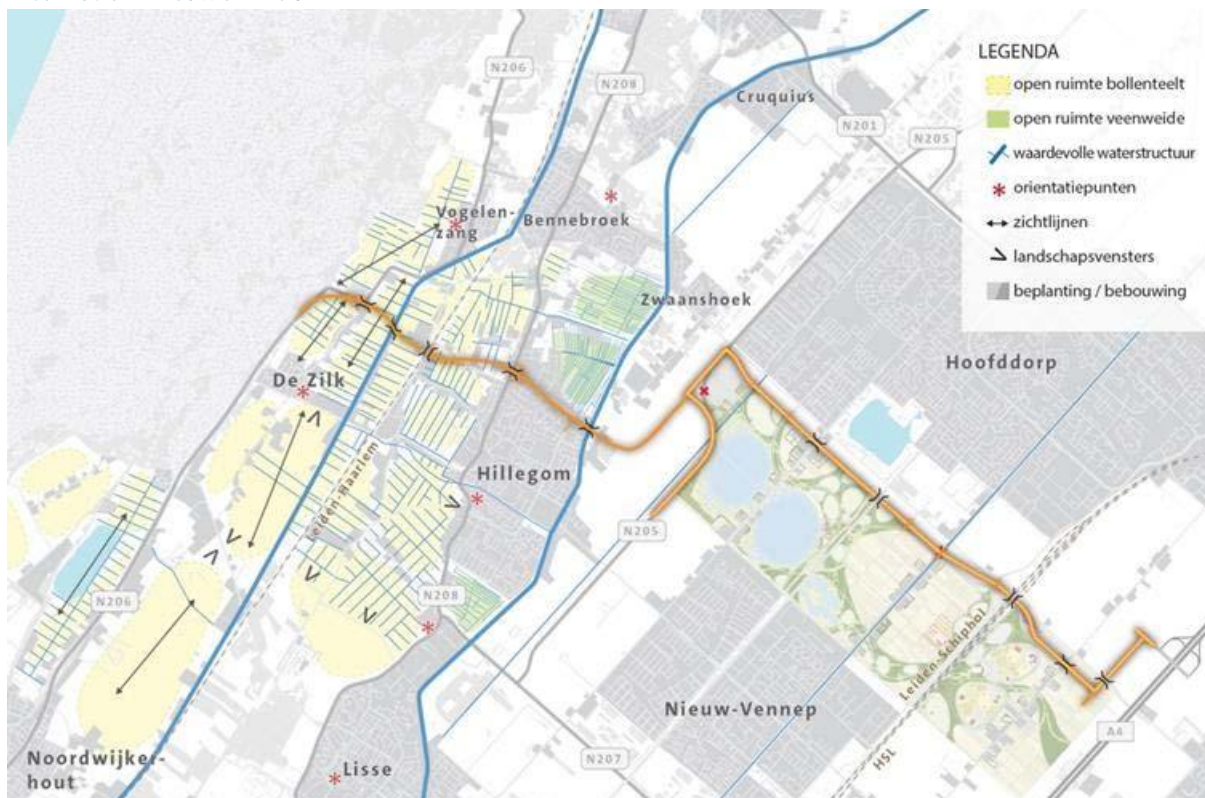 LEGENDA
open ruimte bollenteelt
open ruimte veenweide
waardevolle waterstructuur
orientatiepunten
zichtlijnen
landschapsvensters
beplanting / bebouwing
N206
N208
Cruquius
N201
N205
Vogelen-
zang
Bennebroek
Zwaanshoek
Hoofddorp
De Zilk
Leiden-Haarlem
Hillegom
N205
N206
N208
Leiden-Schiphol
Nieuw-Vennep
A4
HSL
N207
Noordwijker-
hout
Lisse